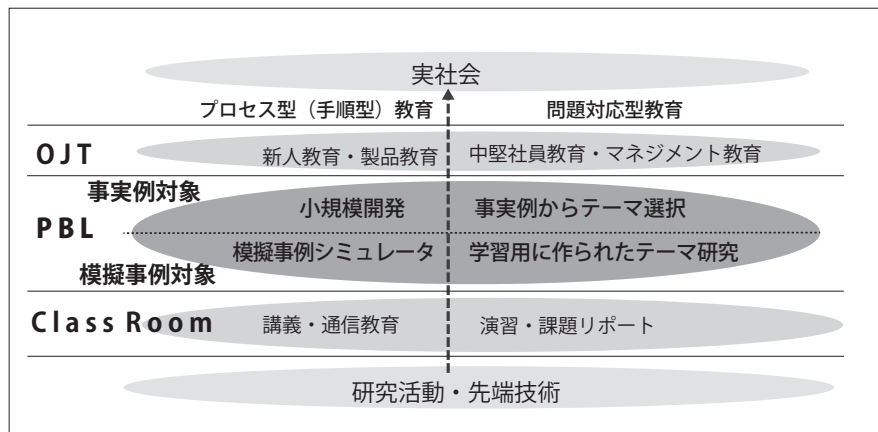 実社会
プロセス型（手順型）教育 問題対応型教育
OJT 新人教育・製品教育 中堅社員教育・マネジメント教育
事実例対象
小規模開発 事実例からテーマ選択
PBL
模擬事例シミュレータ 学習用に作られたテーマ研究
模擬事例対象
Class Room 講義・通信教育 演習・課題リポート
研究活動・先端技術